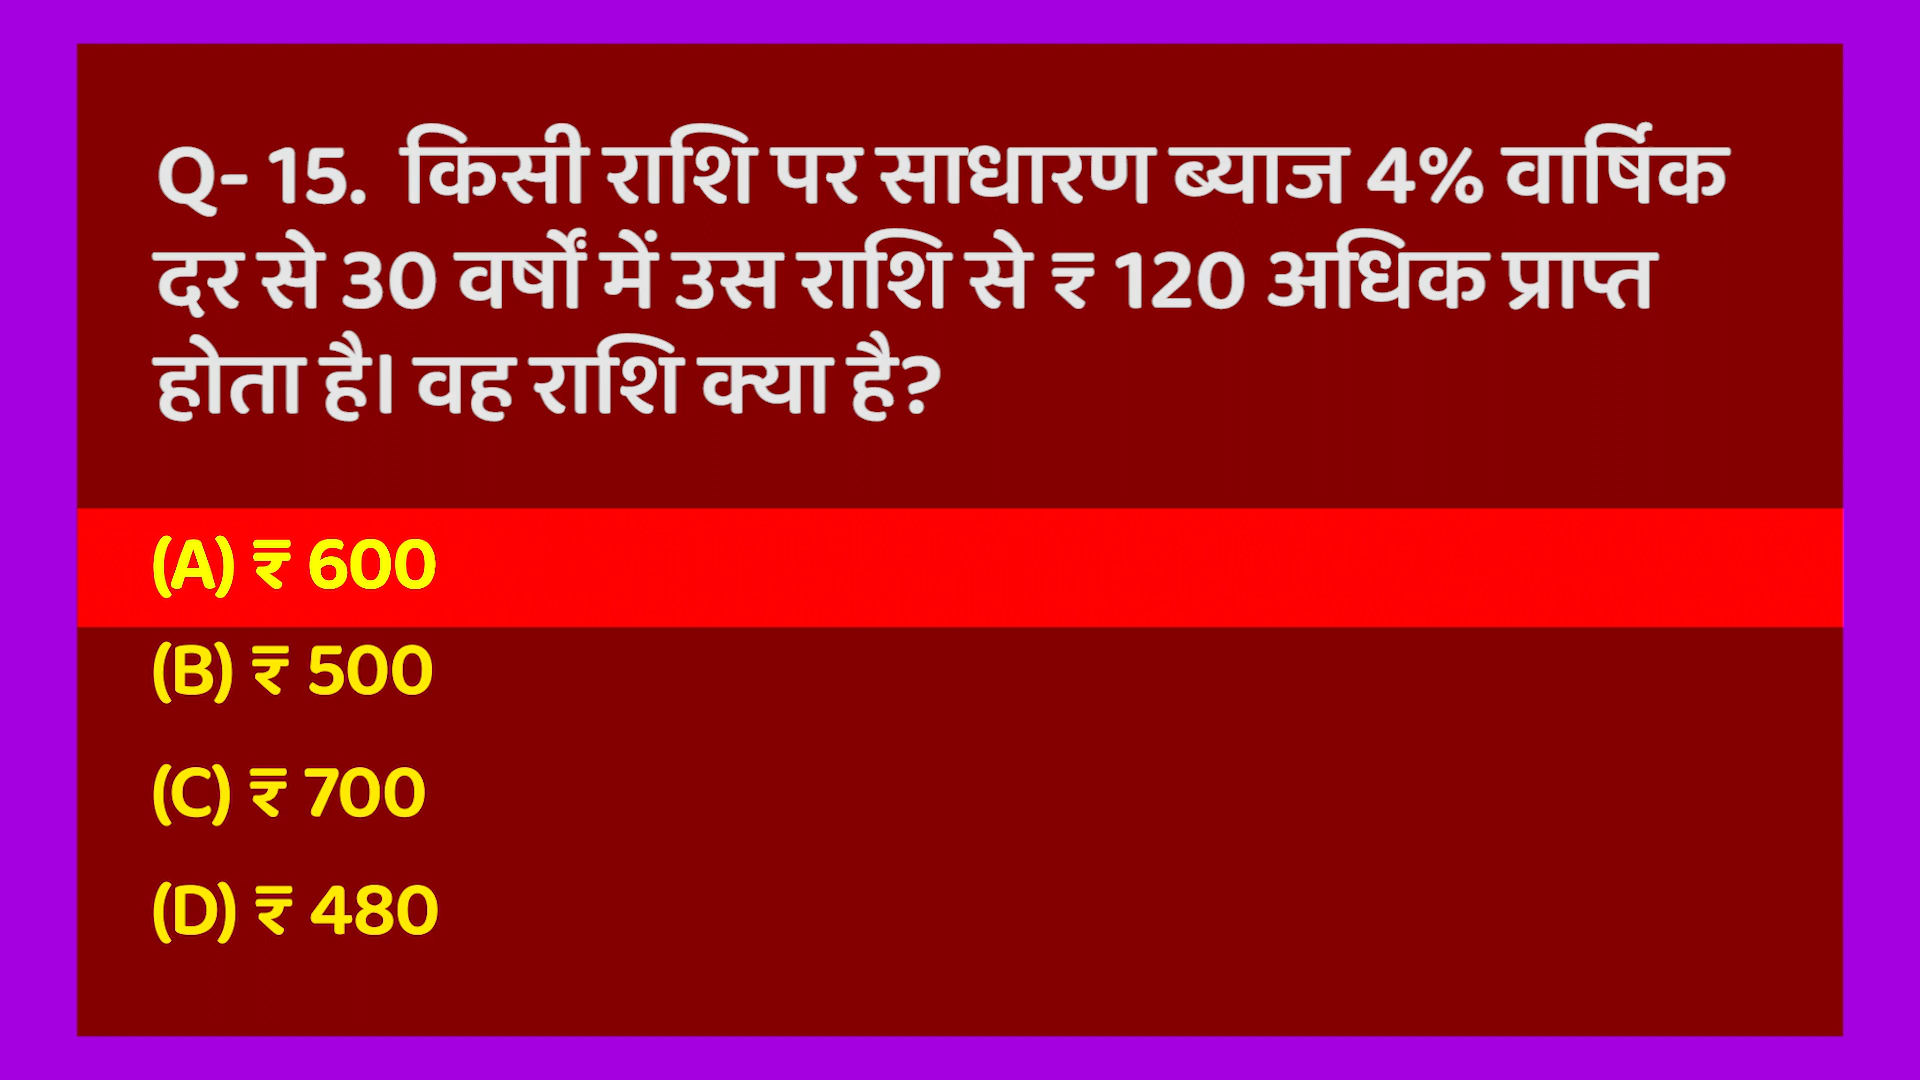 Q- 15. किसी राशि पर साधारण ब्याज 4% वार्षिक
दर से 30 वर्षों में उस राशि से ₹ 120 अधिक प्राप्त
होता है। वह राशि क्या है?
(A) ₹ 600
(B) ₹ 500
(C) ₹ 700
(D) ₹ 480